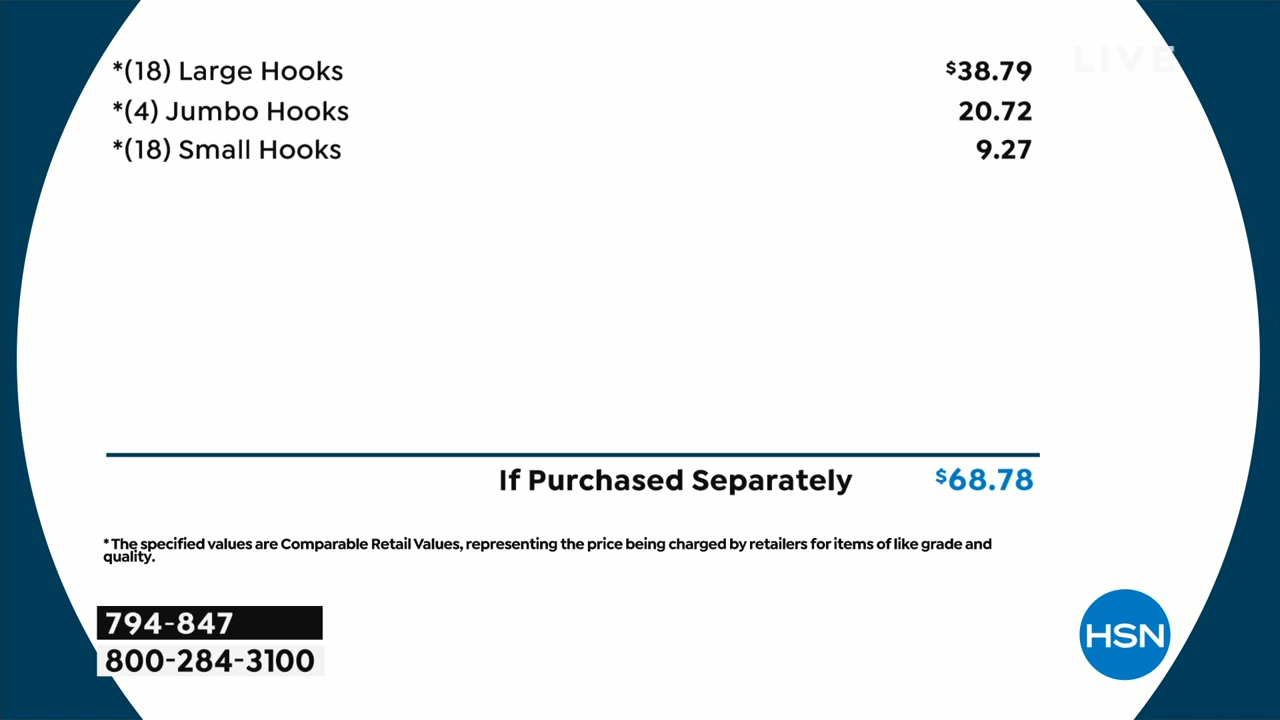 LIVE
*(18) Large Hooks $38.79
*(4) Jumbo Hooks 20.72
*(18) Small Hooks 9.27
If Purchased Separately $68.78
*The specified values are Comparable Retail Values, representing the price being charged by retailers for items of like grade and
quality.
794-847
800-284-3100
HSN